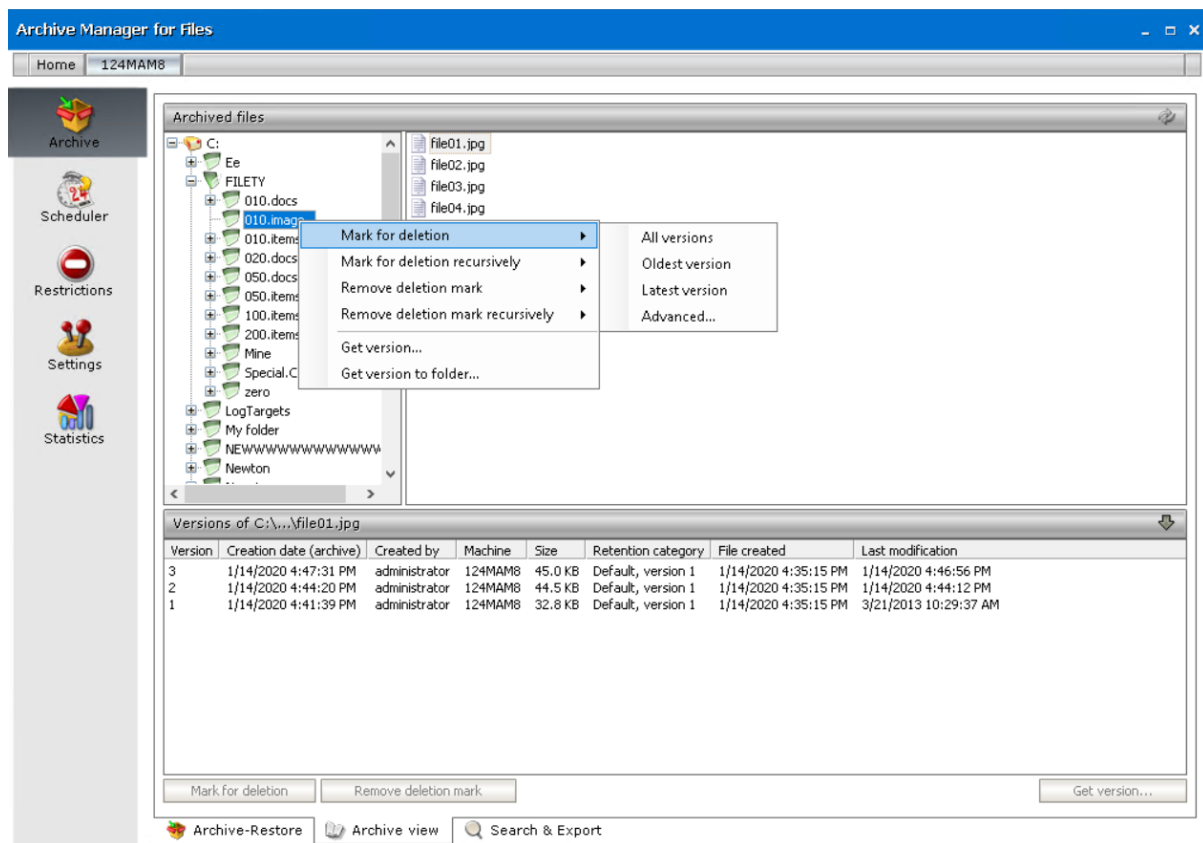 Archive Manager for Files
Home 124MAM8
Archive
Scheduler
Restrictions
Settings
Statistics
Archived files
C:
Ee
FILETY
010.docs
010.image
010.items
020.docs
050.docs
050.items
100.items
200.items
Mine
Special.C
zero
LogTargets
My folder
NEWWWWWWWWWWWWW
Newton
file01.jpg
file02.jpg
file03.jpg
file04.jpg
Mark for deletion
Mark for deletion recursively
Remove deletion mark
Remove deletion mark recursively
Get version...
Get version to folder...
All versions
Oldest version
Latest version
Advanced...
Versions of C:\...\file01.jpg
Version Creation date (archive) Created by Machine Size Retention category File created Last modification
3 1/14/2020 4:47:31 PM administrator 124MAM8 45.0 KB Default, version 1 1/14/2020 4:35:15 PM 1/14/2020 4:46:56 PM
2 1/14/2020 4:44:20 PM administrator 124MAM8 44.5 KB Default, version 1 1/14/2020 4:35:15 PM 1/14/2020 4:44:12 PM
1 1/14/2020 4:41:39 PM administrator 124MAM8 32.8 KB Default, version 1 1/14/2020 4:35:15 PM 3/21/2013 10:29:37 AM
Mark for deletion Remove deletion mark Get version...
Archive-Restore Archive view Search & Export